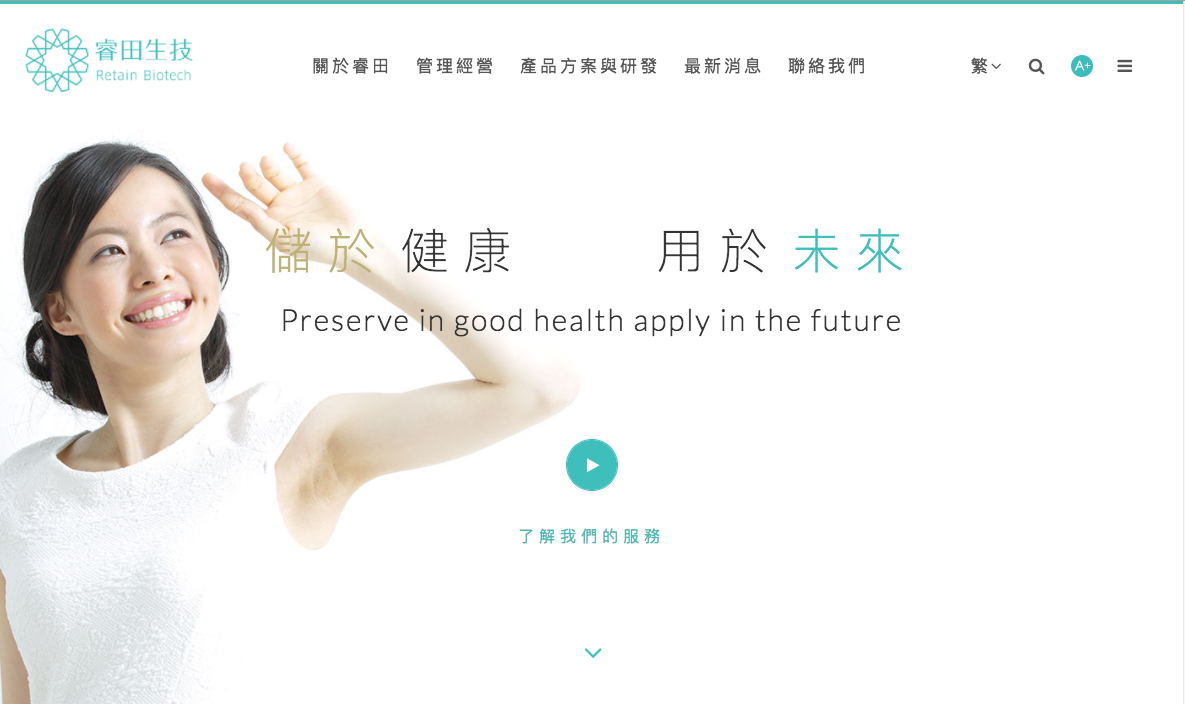 睿田生技
Retain Biotech
關於睿田 管理經營 產品方案與研發 最新消息 聯絡我們 繁 A+
儲於健康 用於未來
Preserve in good health apply in the future
了解我們的服務